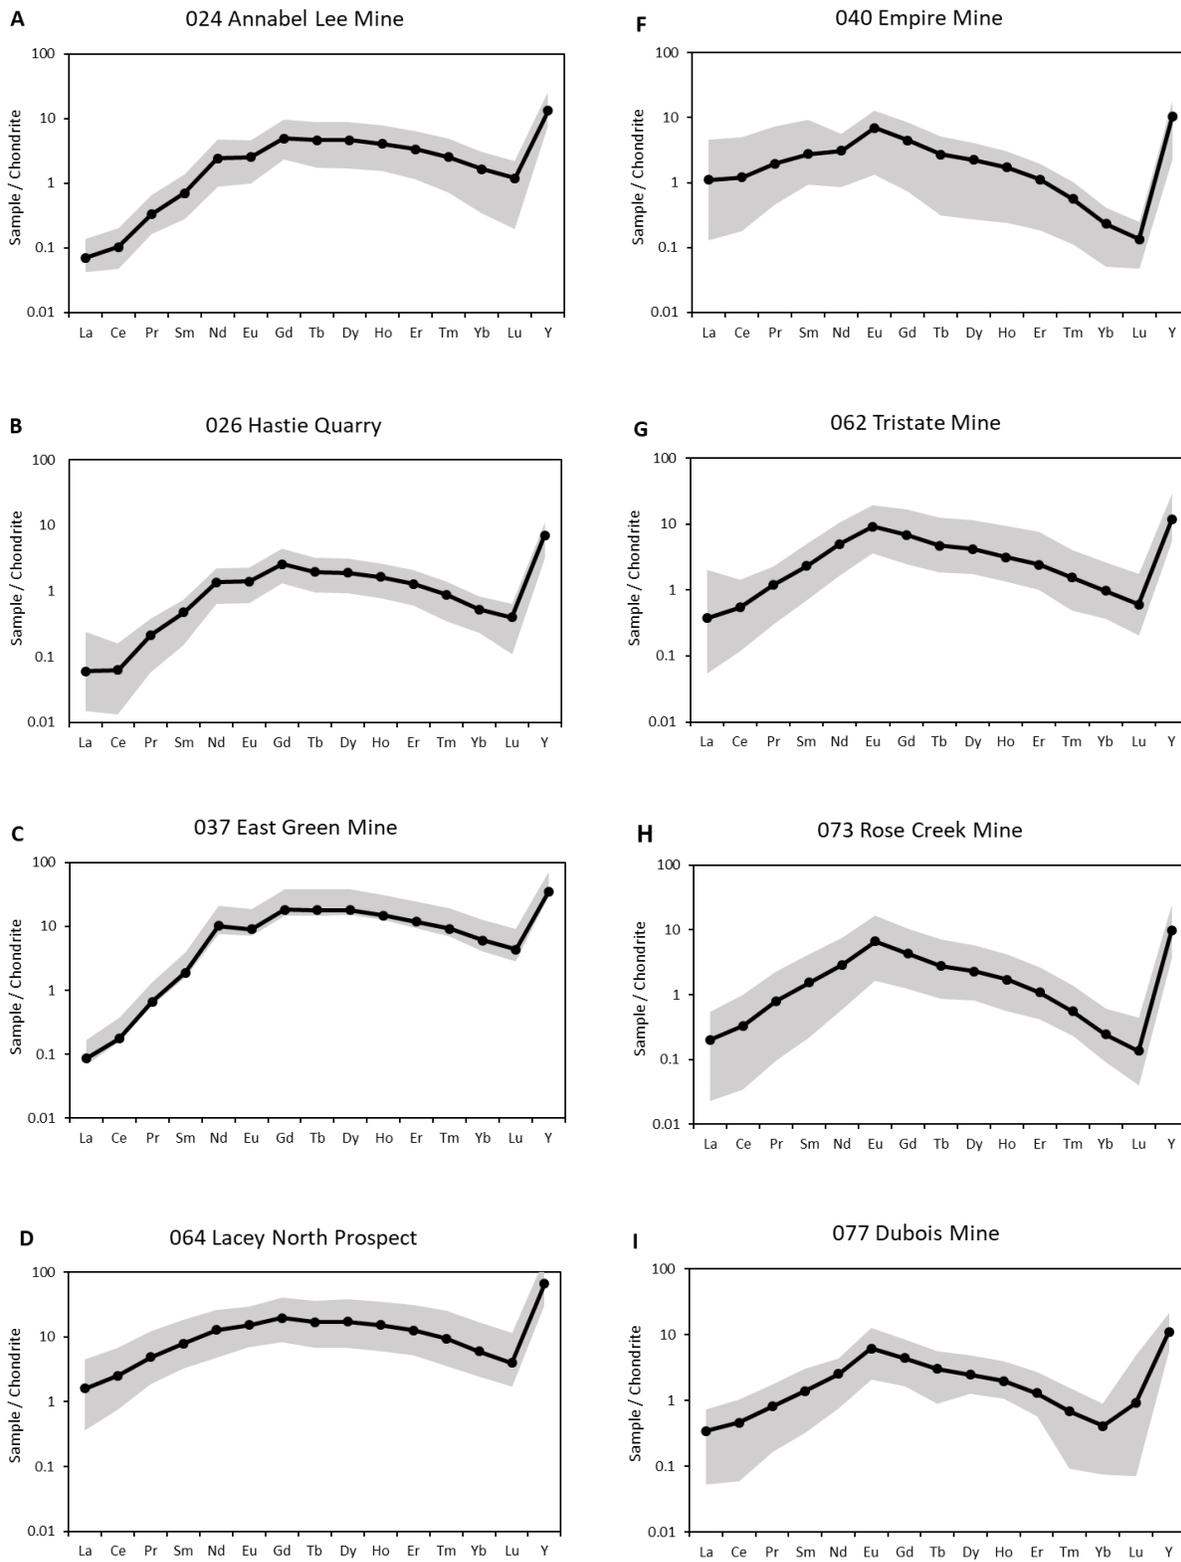 A
024 Annabel Lee Mine
100
10
1
0.1
0.01
Sample / Chondrite
La Ce Pr Sm Nd Eu Gd Tb Dy Ho Er Tm Yb Lu Y
B
026 Hastie Quarry
100
10
1
0.1
0.01
Sample / Chondrite
La Ce Pr Sm Nd Eu Gd Tb Dy Ho Er Tm Yb Lu Y
C
037 East Green Mine
100
10
1
0.1
0.01
Sample / Chondrite
La Ce Pr Sm Nd Eu Gd Tb Dy Ho Er Tm Yb Lu Y
D
064 Lacey North Prospect
100
10
1
0.1
0.01
Sample / Chondrite
La Ce Pr Sm Nd Eu Gd Tb Dy Ho Er Tm Yb Lu Y
F
040 Empire Mine
100
10
1
0.1
0.01
Sample / Chondrite
La Ce Pr Sm Nd Eu Gd Tb Dy Ho Er Tm Yb Lu Y
G
062 Tristate Mine
100
10
1
0.1
0.01
Sample / Chondrite
La Ce Pr Sm Nd Eu Gd Tb Dy Ho Er Tm Yb Lu Y
H
073 Rose Creek Mine
100
10
1
0.1
0.01
Sample / Chondrite
La Ce Pr Sm Nd Eu Gd Tb Dy Ho Er Tm Yb Lu Y
I
077 Dubois Mine
100
10
1
0.1
0.01
Sample / Chondrite
La Ce Pr Sm Nd Eu Gd Tb Dy Ho Er Tm Yb Lu Y